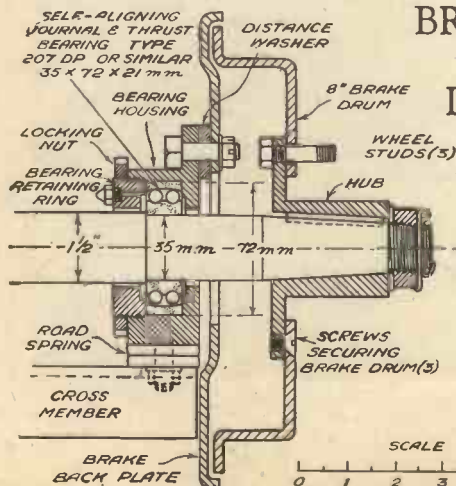 SELF-ALIGNING
JOURNAL & THRUST
BEARING TYPE
207 DP OR SIMILAR
35 x 72 x 21 mm
BEARING
HOUSING
DISTANCE
WASHER
BR
D
8" BRAKE
DRUM
LOCKING
NUT
WHEEL
STUDS (3)
BEARING
RETAINING
RING
HUB
1½"
35 mm
72 mm
ROAD
SPRING
SCREWS
SECURING
BRAKE DRUM (3)
CROSS
MEMBER
BRAKE
BACK PLATE
SCALE
0 1 2 3